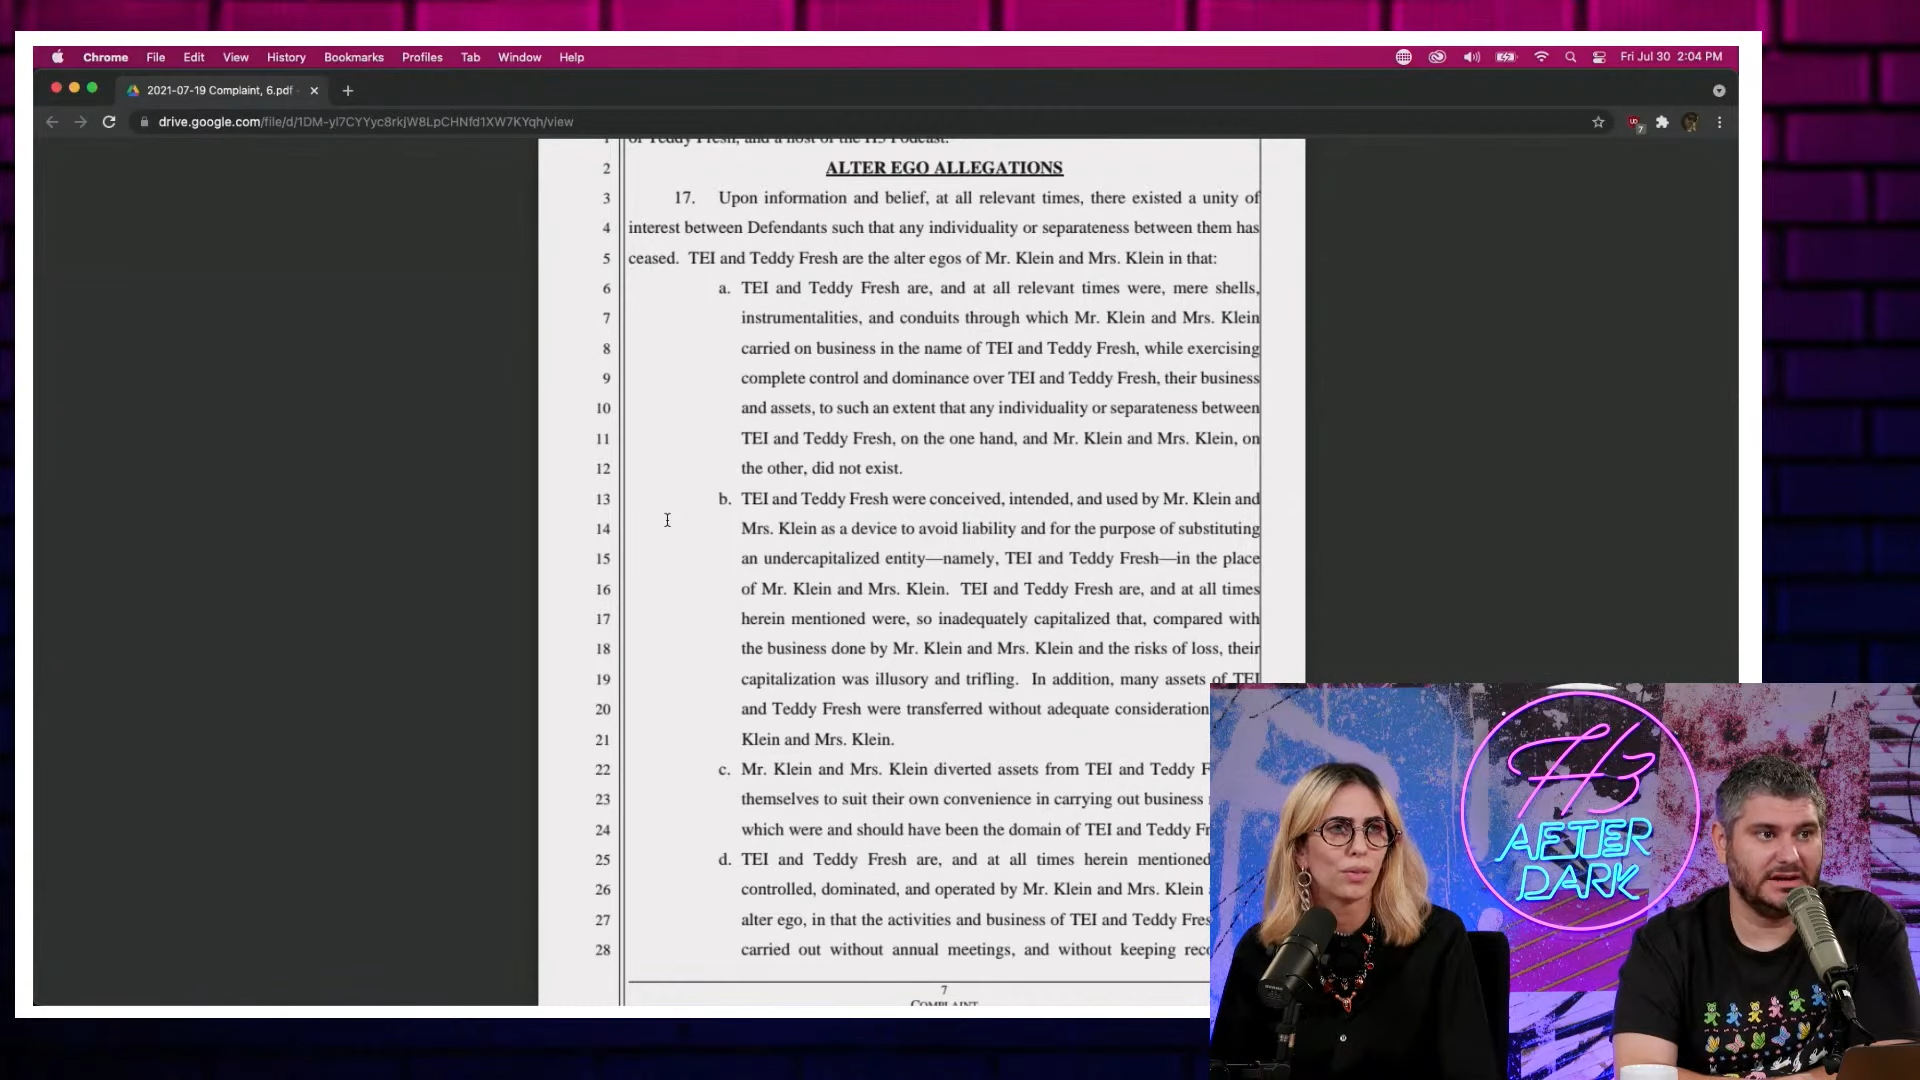 Chrome File Edit View History Bookmarks Profiles Tab Window Help Fri Jul 30 2:04 PM
2021-07-19 Complaint, 6.pdf
drive.google.com/file/d/1DM-yl7CYYyc8rkjW8LpCHNfd1XW7KYqh/view 7
1 or Teddy Fresh, and a host of the H3 Podcast.
2 ALTER EGO ALLEGATIONS
3 17. Upon information and belief, at all relevant times, there existed a unity of
4 interest between Defendants such that any individuality or separateness between them has
5 ceased. TEI and Teddy Fresh are the alter egos of Mr. Klein and Mrs. Klein in that:
6 a. TEI and Teddy Fresh are, and at all relevant times were, mere shells,
7 instrumentalities, and conduits through which Mr. Klein and Mrs. Klein
8 carried on business in the name of TEI and Teddy Fresh, while exercising
9 complete control and dominance over TEI and Teddy Fresh, their business
10 and assets, to such an extent that any individuality or separateness between
11 TEI and Teddy Fresh, on the one hand, and Mr. Klein and Mrs. Klein, on
12 the other, did not exist.
13 b. TEI and Teddy Fresh were conceived, intended, and used by Mr. Klein and
14 Mrs. Klein as a device to avoid liability and for the purpose of substituting
15 an undercapitalized entity—namely, TEI and Teddy Fresh—in the place
16 of Mr. Klein and Mrs. Klein. TEI and Teddy Fresh are, and at all times
17 herein mentioned were, so inadequately capitalized that, compared with
18 the business done by Mr. Klein and Mrs. Klein and the risks of loss, their
19 capitalization was illusory and trifling. In addition, many assets of TEI
20 and Teddy Fresh were transferred without adequate consideration
21 Klein and Mrs. Klein.
22 c. Mr. Klein and Mrs. Klein diverted assets from TEI and Teddy F
23 themselves to suit their own convenience in carrying out business
24 which were and should have been the domain of TEI and Teddy Fr
25 d. TEI and Teddy Fresh are, and at all times herein mentioned
26 controlled, dominated, and operated by Mr. Klein and Mrs. Klein
27 alter ego, in that the activities and business of TEI and Teddy Fres
28 carried out without annual meetings, and without keeping reco
7
COMPLAINT
H3
AFTER
DARK